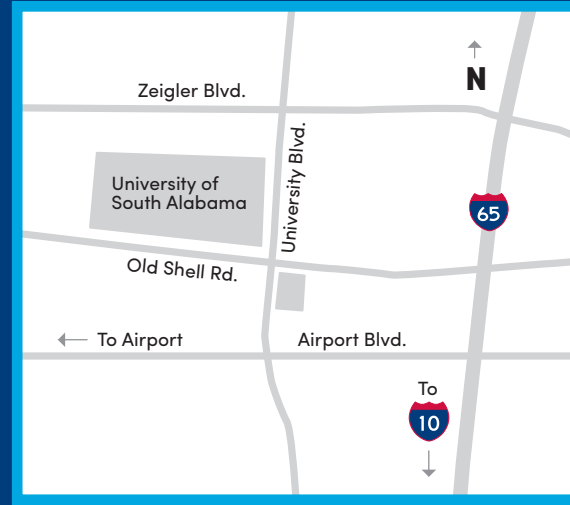 N
Zeigler Blvd.
University Blvd.
University of
South Alabama
65
Old Shell Rd.
To Airport
Airport Blvd.
To
10